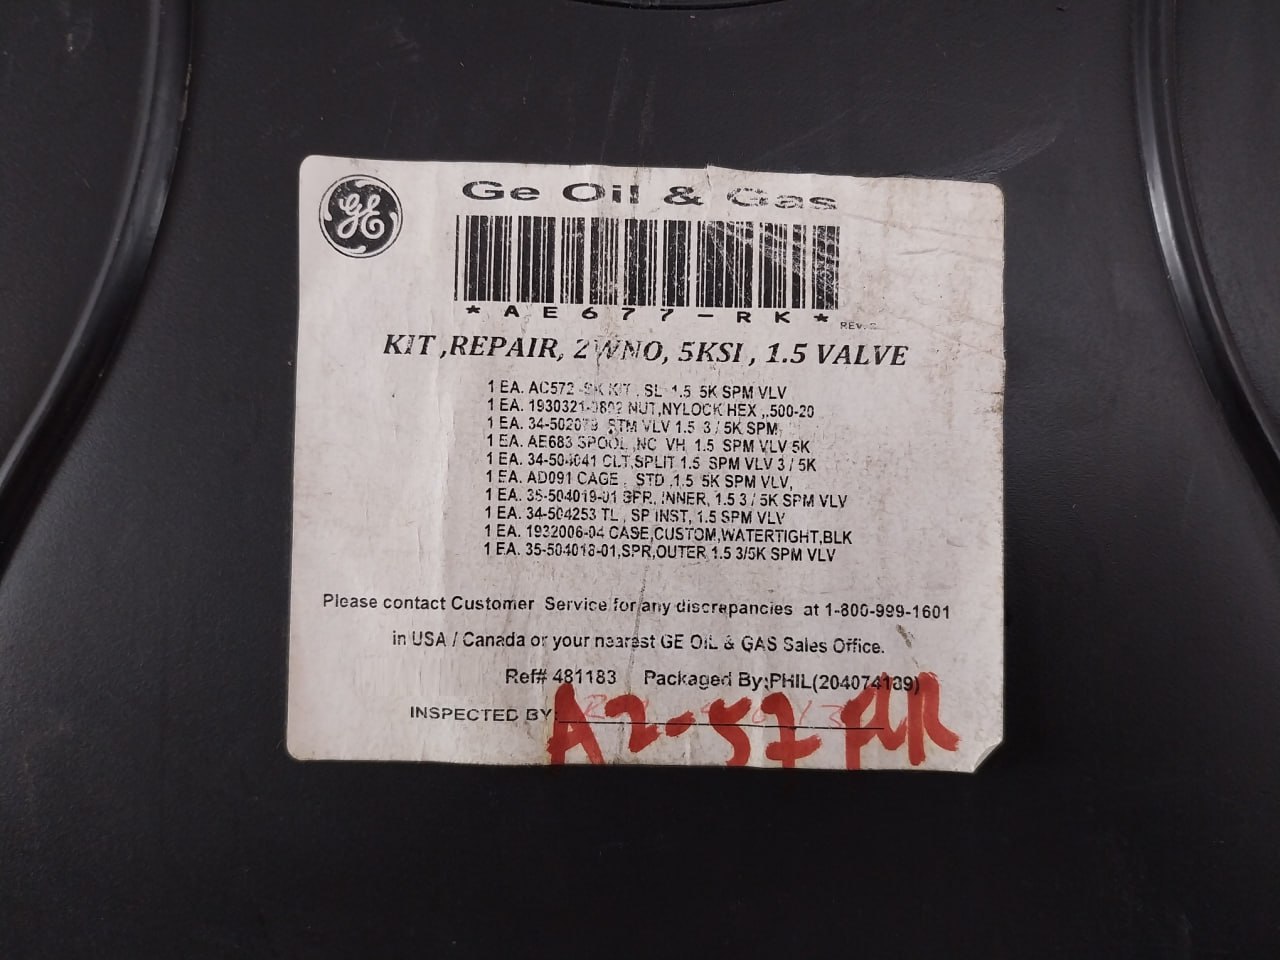 GE
Ge Oil & Gas
*AE677-RK*
REV.
KIT ,REPAIR, 2WNO, 5KSI , 1.5 VALVE
1 EA. AC572 -SK KIT , SL 1.5 5K SPM VLV
1 EA. NUT,NYLOCK HEX ,.500-20
1 EA. STM VLV 1.5 3 / 5K SPM,
1 EA. AE683 SPOOL ,NC VH, 1.5 SPM VLV 5K
1 EA. 34-504041 CLT,SPLIT 1.5 SPM VLV 3 / 5K
1 EA. AD091 CAGE , STD ,1.5 5K SPM VLV,
1 EA. 35-504019-01 SPR, INNER, 1.5 3 / 5K SPM VLV
1 EA. 34-504253 TL , SP INST, 1.5 SPM VLV
1 EA. 1932006-04 CASE,CUSTOM,WATERTIGHT,BLK
1 EA. 35-504018-01,SPR,OUTER 1.5 3/5K SPM VLV
Please contact Customer Service for any discrepancies at 1-800-999-1601
in USA / Canada or your nearest GE OIL & GAS Sales Office.
Ref# 481183 Packaged By:PHIL(204074189)
INSPECTED BY:
A2-57